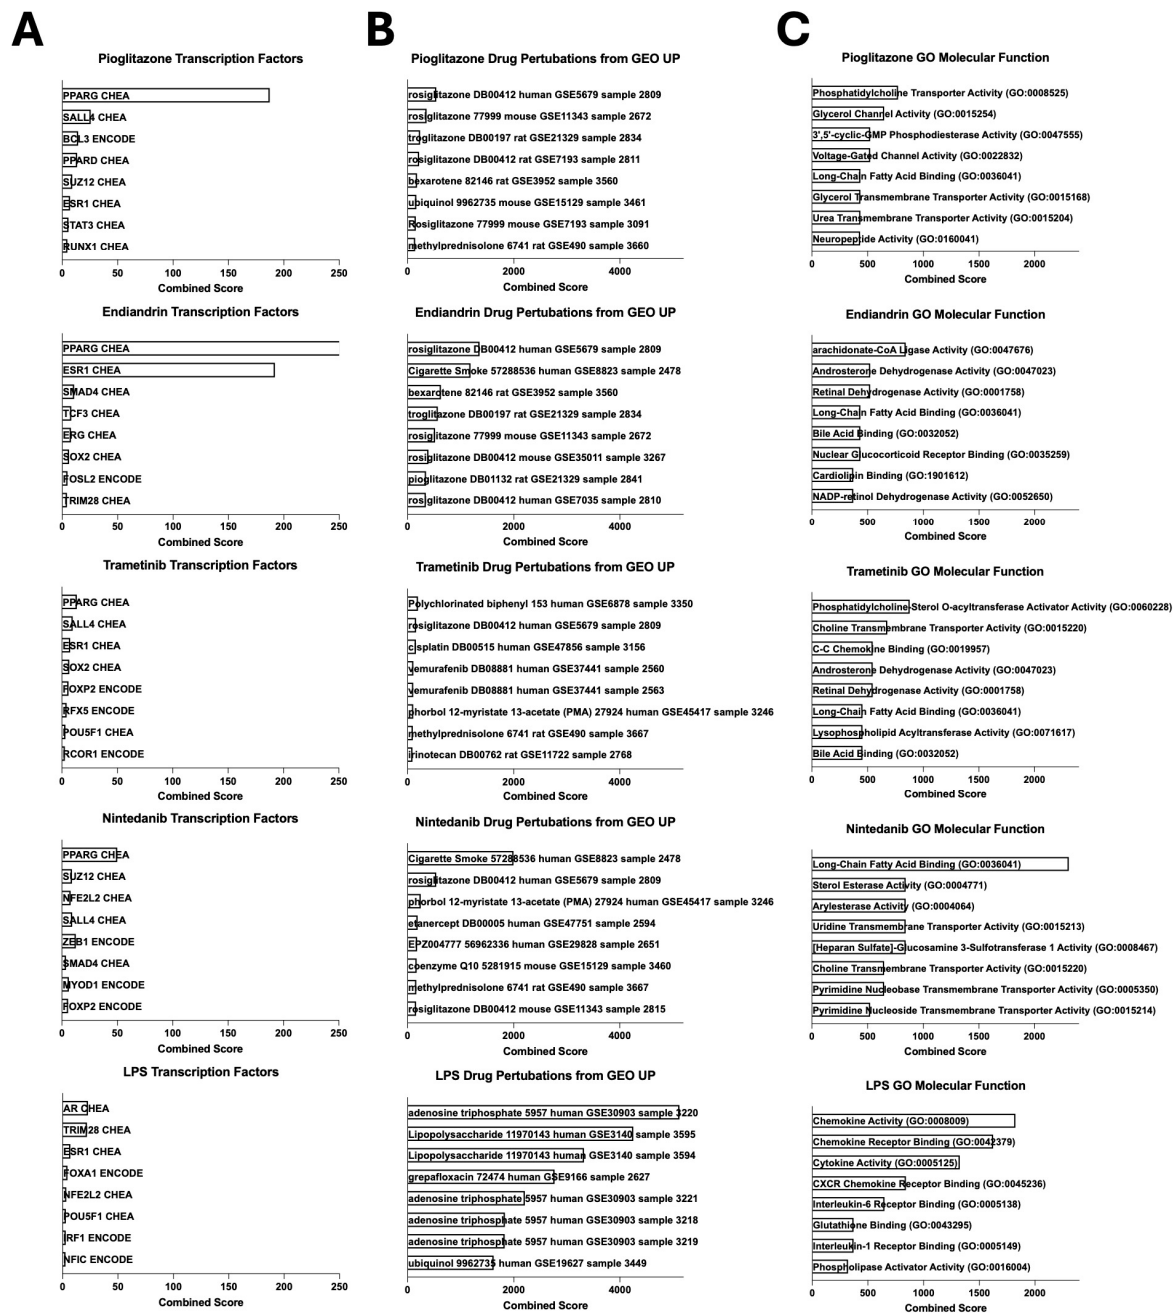 A
Pioglitazone Transcription Factors
PPARG CHEA
SALL4 CHEA
BCL3 ENCODE
PPARD CHEA
SUZ12 CHEA
ESR1 CHEA
STAT3 CHEA
RUNX1 CHEA
0 50 100 150 200 250
Combined Score
Endiandrin Transcription Factors
PPARG CHEA
ESR1 CHEA
SMAD4 CHEA
TCF3 CHEA
ERG CHEA
SOX2 CHEA
FOSL2 ENCODE
TRIM28 CHEA
0 50 100 150 200 250
Combined Score
Trametinib Transcription Factors
PPARG CHEA
SALL4 CHEA
ESR1 CHEA
SOX2 CHEA
FOXP2 ENCODE
RFX5 ENCODE
POU5F1 CHEA
RCOR1 ENCODE
0 50 100 150 200 250
Combined Score
Nintedanib Transcription Factors
PPARG CHEA
SUZ12 CHEA
NFE2L2 CHEA
SALL4 CHEA
ZEB1 ENCODE
SMAD4 CHEA
MYOD1 ENCODE
FOXP2 ENCODE
0 50 100 150 200 250
Combined Score
LPS Transcription Factors
AR CHEA
TRIM28 CHEA
ESR1 CHEA
FOXA1 ENCODE
NFE2L2 CHEA
POU5F1 CHEA
IRF1 ENCODE
NFIC ENCODE
0 50 100 150 200 250
Combined Score
B
Pioglitazone Drug Pertubations from GEO UP
rosiglitazone DB00412 human GSE5679 sample 2809
rosiglitazone 77999 mouse GSE11343 sample 2672
troglitazone DB00197 rat GSE21329 sample 2834
rosiglitazone DB00412 rat GSE7193 sample 2811
bexarotene 82146 rat GSE3952 sample 3560
ubiquinol 9962735 mouse GSE15129 sample 3461
Rosiglitazone 77999 mouse GSE7193 sample 3091
methylprednisolone 6741 rat GSE490 sample 3660
0 2000 4000
Combined Score
Endiandrin Drug Pertubations from GEO UP
rosiglitazone DB00412 human GSE5679 sample 2809
Cigarette Smoke 57288536 human GSE8823 sample 2478
bexarotene 82146 rat GSE3952 sample 3560
troglitazone DB00197 rat GSE21329 sample 2834
rosiglitazone 77999 mouse GSE11343 sample 2672
rosiglitazone DB00412 mouse GSE35011 sample 3267
pioglitazone DB01132 rat GSE21329 sample 2841
rosiglitazone DB00412 human GSE7035 sample 2810
0 2000 4000
Combined Score
Trametinib Drug Pertubations from GEO UP
Polychlorinated biphenyl 153 human GSE6878 sample 3350
rosiglitazone DB00412 human GSE5679 sample 2809
cisplatin DB00515 human GSE47856 sample 3156
vemurafenib DB08881 human GSE37441 sample 2560
vemurafenib DB08881 human GSE37441 sample 2563
phorbol 12-myristate 13-acetate (PMA) 27924 human GSE45417 sample 3246
methylprednisolone 6741 rat GSE490 sample 3667
irinotecan DB00762 rat GSE11722 sample 2768
0 2000 4000
Combined Score
Nintedanib Drug Pertubations from GEO UP
Cigarette Smoke 57288536 human GSE8823 sample 2478
rosiglitazone DB00412 human GSE5679 sample 2809
phorbol 12-myristate 13-acetate (PMA) 27924 human GSE45417 sample 3246
etanercept DB00005 human GSE47751 sample 2594
EPZ004777 56962336 human GSE29828 sample 2651
coenzyme Q10 5281915 mouse GSE15129 sample 3460
methylprednisolone 6741 rat GSE490 sample 3667
rosiglitazone DB00412 mouse GSE11343 sample 2815
0 2000 4000
Combined Score
LPS Drug Pertubations from GEO UP
adenosine triphosphate 5957 human GSE30903 sample 3220
Lipopolysaccharide 11970143 human GSE3140 sample 3595
Lipopolysaccharide 11970143 human GSE3140 sample 3594
grepafloxacin 72474 human GSE9166 sample 2627
adenosine triphosphate 5957 human GSE30903 sample 3221
adenosine triphosphate 5957 human GSE30903 sample 3218
adenosine triphosphate 5957 human GSE30903 sample 3219
ubiquinol 9962735 human GSE19627 sample 3449
0 2000 4000
Combined Score
C
Pioglitazone GO Molecular Function
Phosphatidylcholine Transporter Activity (GO:0008525)
Glycerol Channel Activity (GO:0015254)
3',5'-cyclic-GMP Phosphodiesterase Activity (GO:0047555)
Voltage-Gated Channel Activity (GO:0022832)
Long-Chain Fatty Acid Binding (GO:0036041)
Glycerol Transmembrane Transporter Activity (GO:0015168)
Urea Transmembrane Transporter Activity (GO:0015204)
Neuropeptide Activity (GO:0160041)
0 500 1000 1500 2000
Combined Score
Endiandrin GO Molecular Function
arachidonate-CoA Ligase Activity (GO:0047676)
Androsterone Dehydrogenase Activity (GO:0047023)
Retinal Dehydrogenase Activity (GO:0001758)
Long-Chain Fatty Acid Binding (GO:0036041)
Bile Acid Binding (GO:0032052)
Nuclear Glucocorticoid Receptor Binding (GO:0035259)
Cardiolipin Binding (GO:1901612)
NADP-retinol Dehydrogenase Activity (GO:0052650)
0 500 1000 1500 2000
Combined Score
Trametinib GO Molecular Function
Phosphatidylcholine-Sterol O-acyltransferase Activator Activity (GO:0060228)
Choline Transmembrane Transporter Activity (GO:0015220)
C-C Chemokine Binding (GO:0019957)
Androsterone Dehydrogenase Activity (GO:0047023)
Retinal Dehydrogenase Activity (GO:0001758)
Long-Chain Fatty Acid Binding (GO:0036041)
Lysophospholipid Acyltransferase Activity (GO:0071617)
Bile Acid Binding (GO:0032052)
0 500 1000 1500 2000
Combined Score
Nintedanib GO Molecular Function
Long-Chain Fatty Acid Binding (GO:0036041)
Sterol Esterase Activity (GO:0004771)
Arylesterase Activity (GO:0004064)
Uridine Transmembrane Transporter Activity (GO:0015213)
[Heparan Sulfate]-Glucosamine 3-Sulfotransferase 1 Activity (GO:0008467)
Choline Transmembrane Transporter Activity (GO:0015220)
Pyrimidine Nucleobase Transmembrane Transporter Activity (GO:0005350)
Pyrimidine Nucleoside Transmembrane Transporter Activity (GO:0015214)
0 500 1000 1500 2000
Combined Score
LPS GO Molecular Function
Chemokine Activity (GO:0008009)
Chemokine Receptor Binding (GO:0042379)
Cytokine Activity (GO:0005125)
CXCR Chemokine Receptor Binding (GO:0045236)
Interleukin-6 Receptor Binding (GO:0005138)
Glutathione Binding (GO:0043295)
Interleukin-1 Receptor Binding (GO:0005149)
Phospholipase Activator Activity (GO:0016004)
0 500 1000 1500 2000
Combined Score